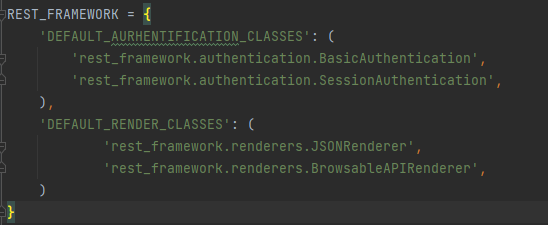 REST_FRAMEWORK = {
    'DEFAULT_AURHENTIFICATION_CLASSES': (
        'rest_framework.authentication.BasicAuthentication',
        'rest_framework.authentication.SessionAuthentication',
    ),
    'DEFAULT_RENDER_CLASSES': (
            'rest_framework.renderers.JSONRenderer',
            'rest_framework.renderers.BrowsableAPIRenderer',
    )
}